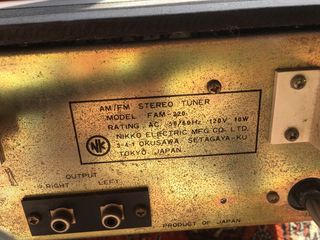 AM/FM STEREO TUNER
MODEL FAM-220
RATING AC 50/60Hz 120V 10W
NIKKO ELECTRIC MFG CO. LTD.
3-4-1 OKUSAWA, SETAGAYA-KU
TOKYO JAPAN
NK
OUTPUT
RIGHT LEFT
PRODUCT OF JAPAN